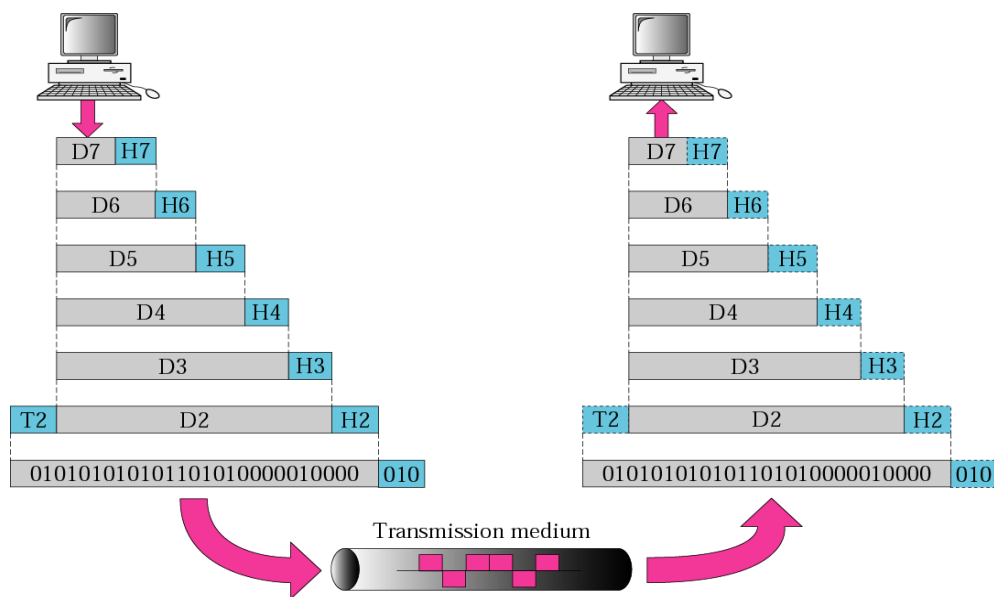 D7 H7
D7 H7
D6 H6
D6 H6
D5 H5
D5 H5
D4 H4
D4 H4
D3 H3
D3 H3
T2 D2 H2
T2 D2 H2
010101010101101010000010000 010
010101010101101010000010000 010
Transmission medium